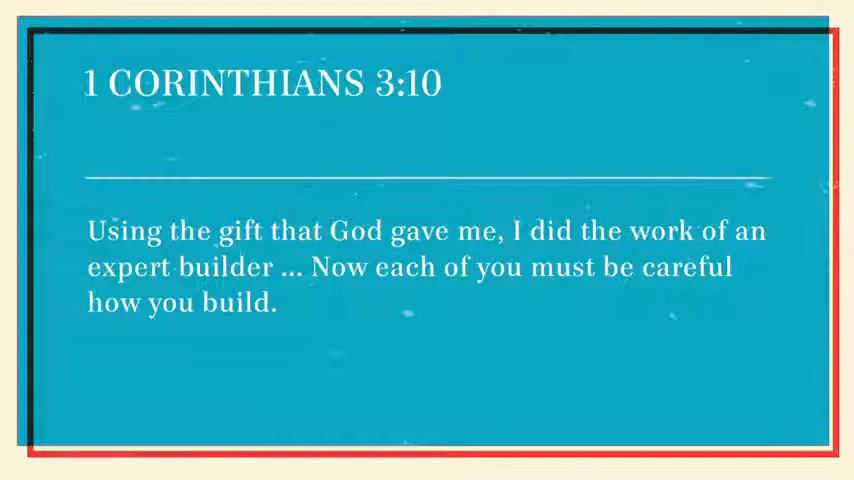 1 CORINTHIANS 3:10
Using the gift that God gave me, I did the work of an
expert builder ... Now each of you must be careful
how you build.